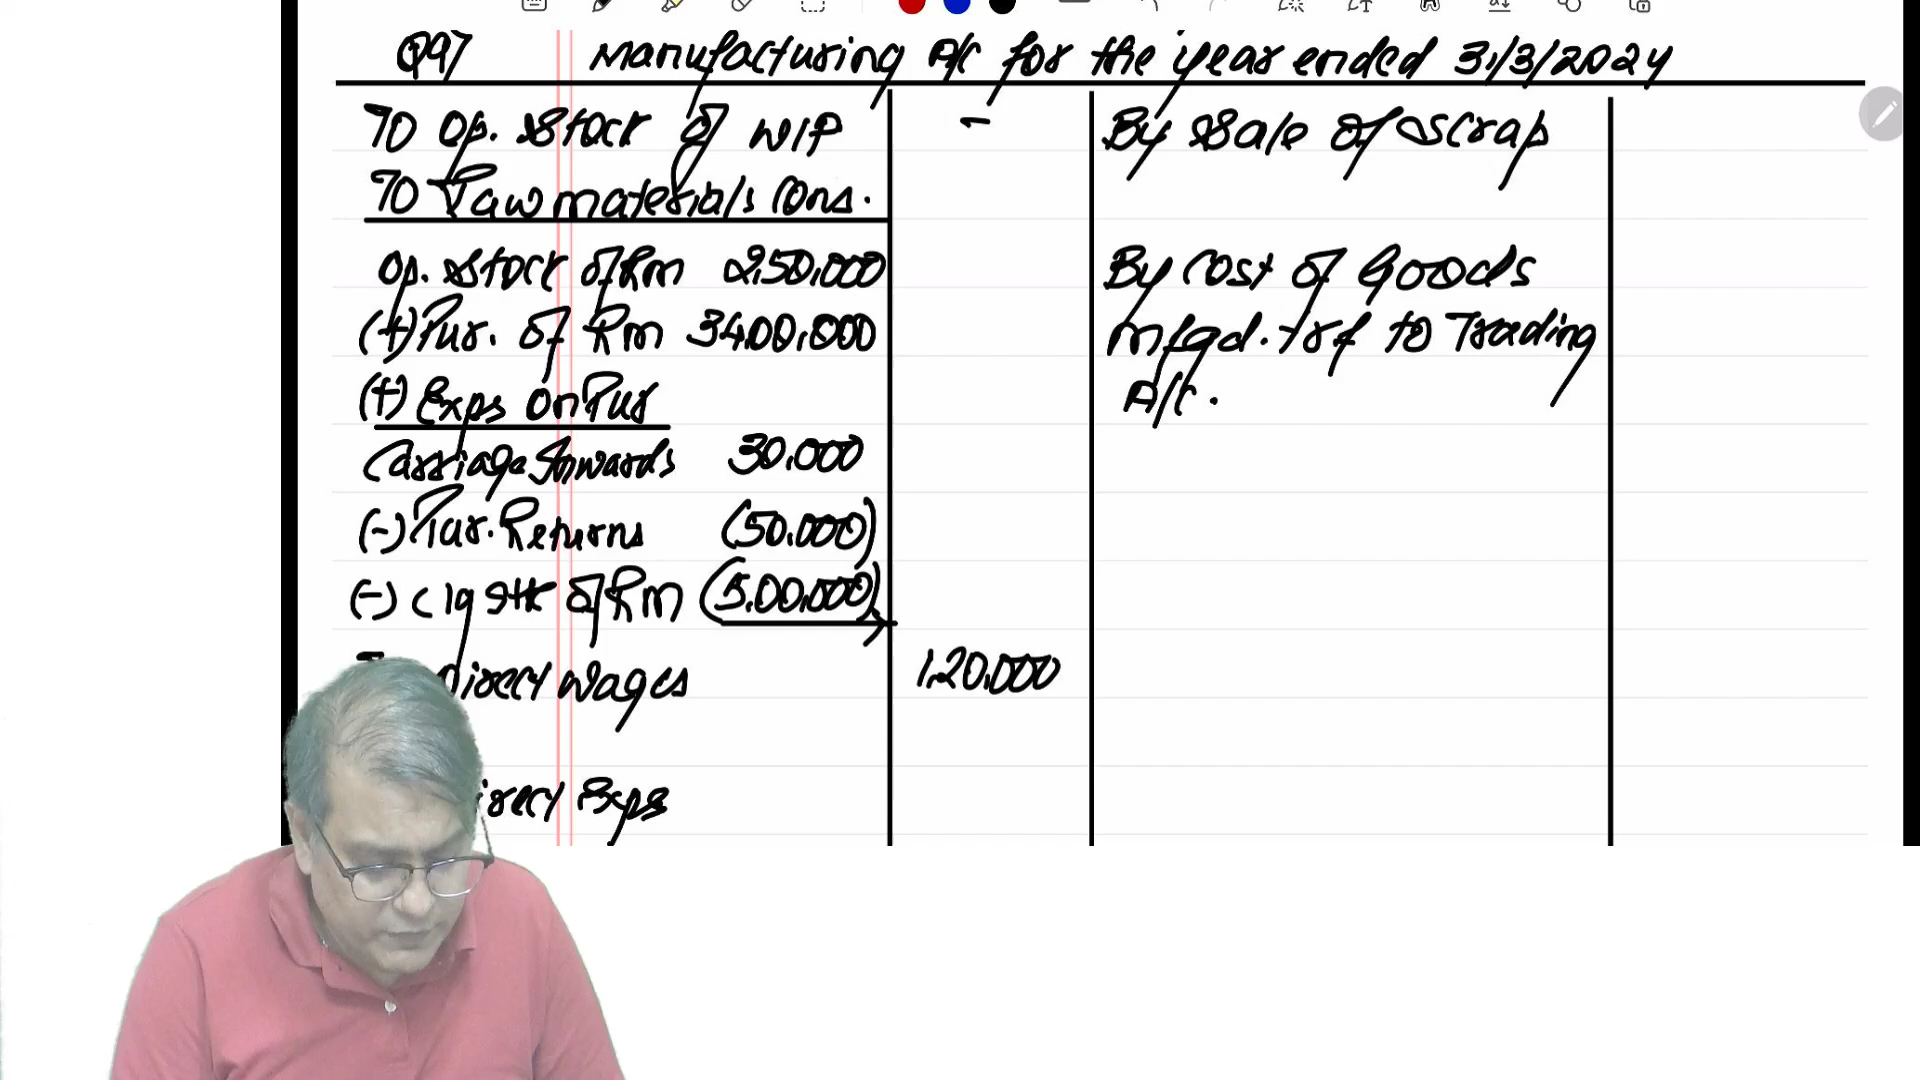 Q97 Manufacturing A/c for the year ended 31/3/2024
To Op. Stock of WIP -
To Raw materials Cons.
Op. Stock of Rm 2,50,000
(+) Pur. of Rm 34,00,000
(+) Exps on Pur
Carriage Inwards 30,000
(-) Pur. Returns (50,000)
(-) Clg Stk of Rm (5,00,000)
Direct Wages 1,20,000
irect Exps
By Sale of Scrap
By Cost of Goods
Mfgd. trf to Trading
A/c.